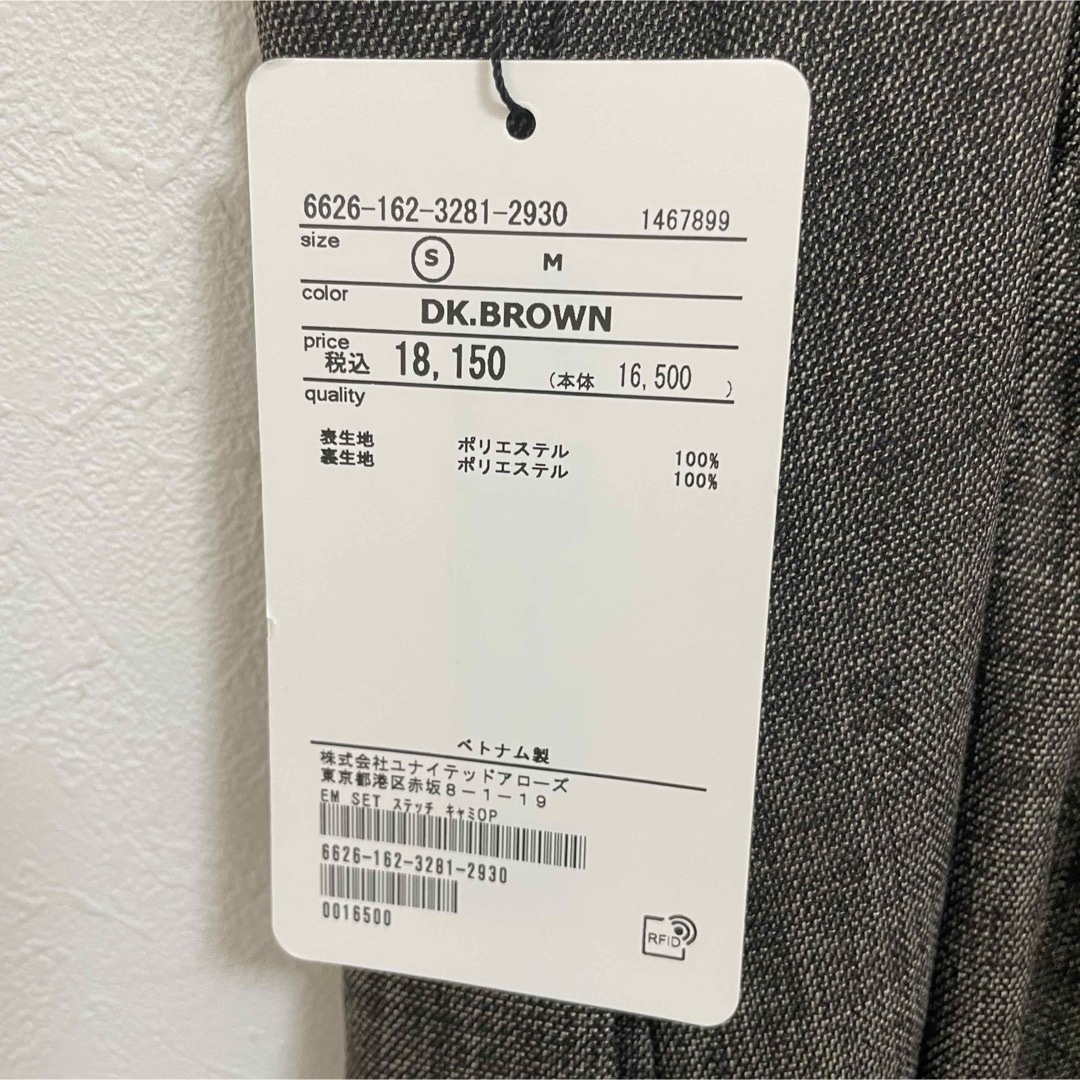 6626-162-3281-2930 1467899
size S M
color DK.BROWN
price 税込 18,150 (本体 16,500 )
quality
表生地 ポリエステル 100%
裏生地 ポリエステル 100%
ベトナム製
株式会社ユナイテッドアローズ
東京都港区赤坂8-1-19
EM SET ステッチ キャミOP
6626-162-3281-2930
0016500
RFID